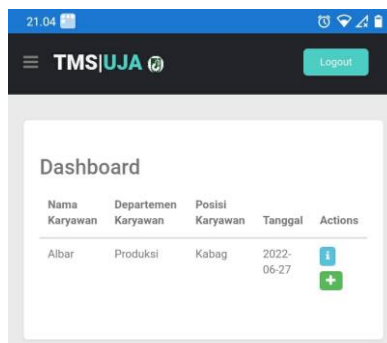 21.04
TMS|UJA
Logout
Dashboard
Nama Karyawan Departemen Karyawan Posisi Karyawan Tanggal Actions
Albar Produksi Kabag 2022-06-27